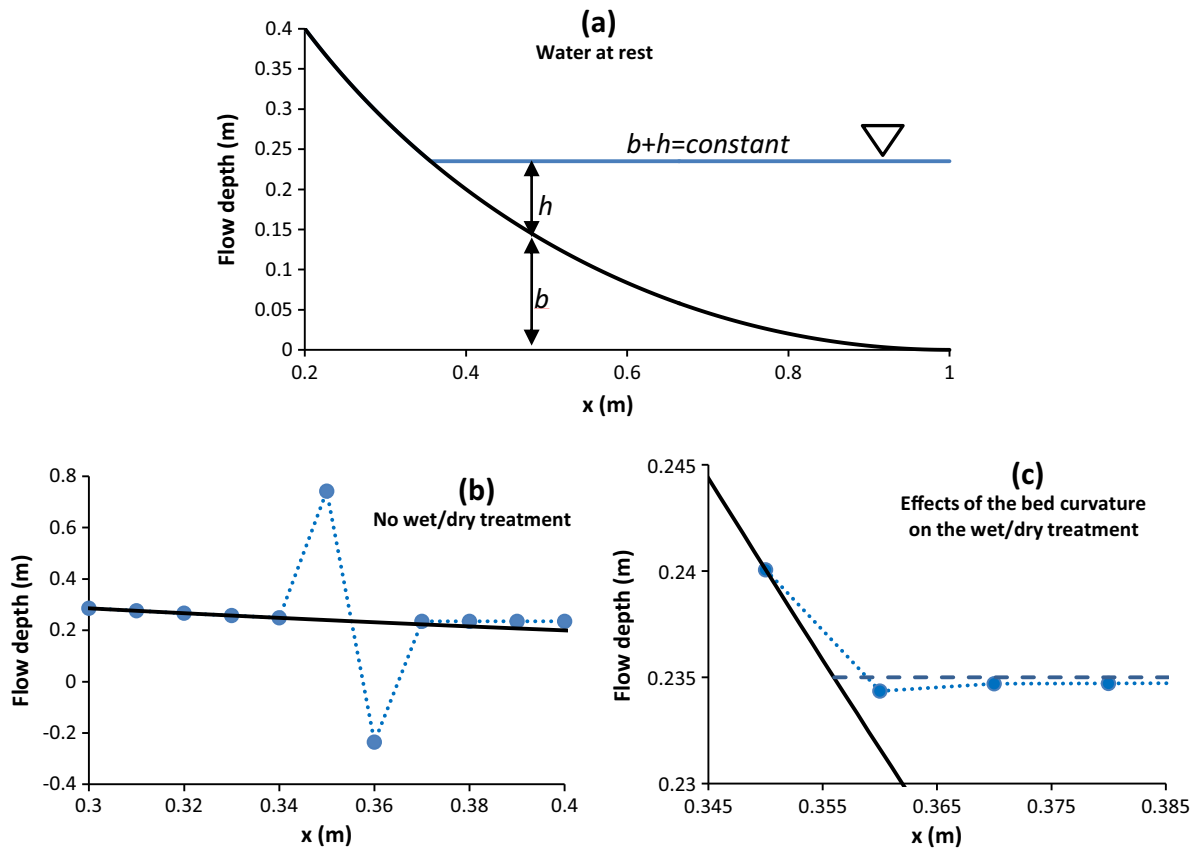 (a)
Water at rest
0.4
0.35
0.3
0.25
0.2
0.15
0.1
0.05
0
Flow depth (m)
b+h=constant
h
b
0.2 0.4 0.6 0.8 1
x (m)
(b)
No wet/dry treatment
0.8
0.6
0.4
0.2
0
-0.2
-0.4
Flow depth (m)
0.3 0.32 0.34 0.36 0.38 0.4
x (m)
(c)
Effects of the bed curvature
on the wet/dry treatment
0.245
0.24
0.235
0.23
Flow depth (m)
0.345 0.355 0.365 0.375 0.385
x (m)